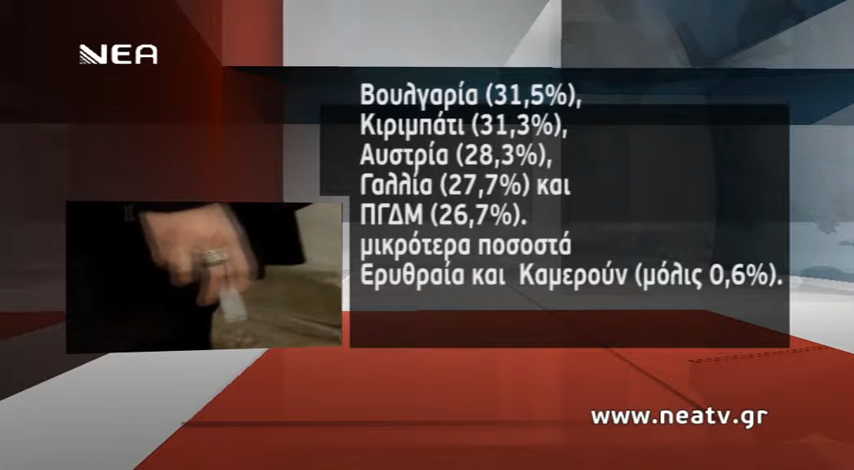 ΝΕΑ
Βουλγαρία (31,5%),
Κιριμπάτι (31,3%),
Αυστρία (28,3%),
Γαλλία (27,7%) και
ΠΓΔΜ (26,7%).
μικρότερα ποσοστά
Ερυθραία και Καμερούν (μόλις 0,6%).
www.neatv.gr